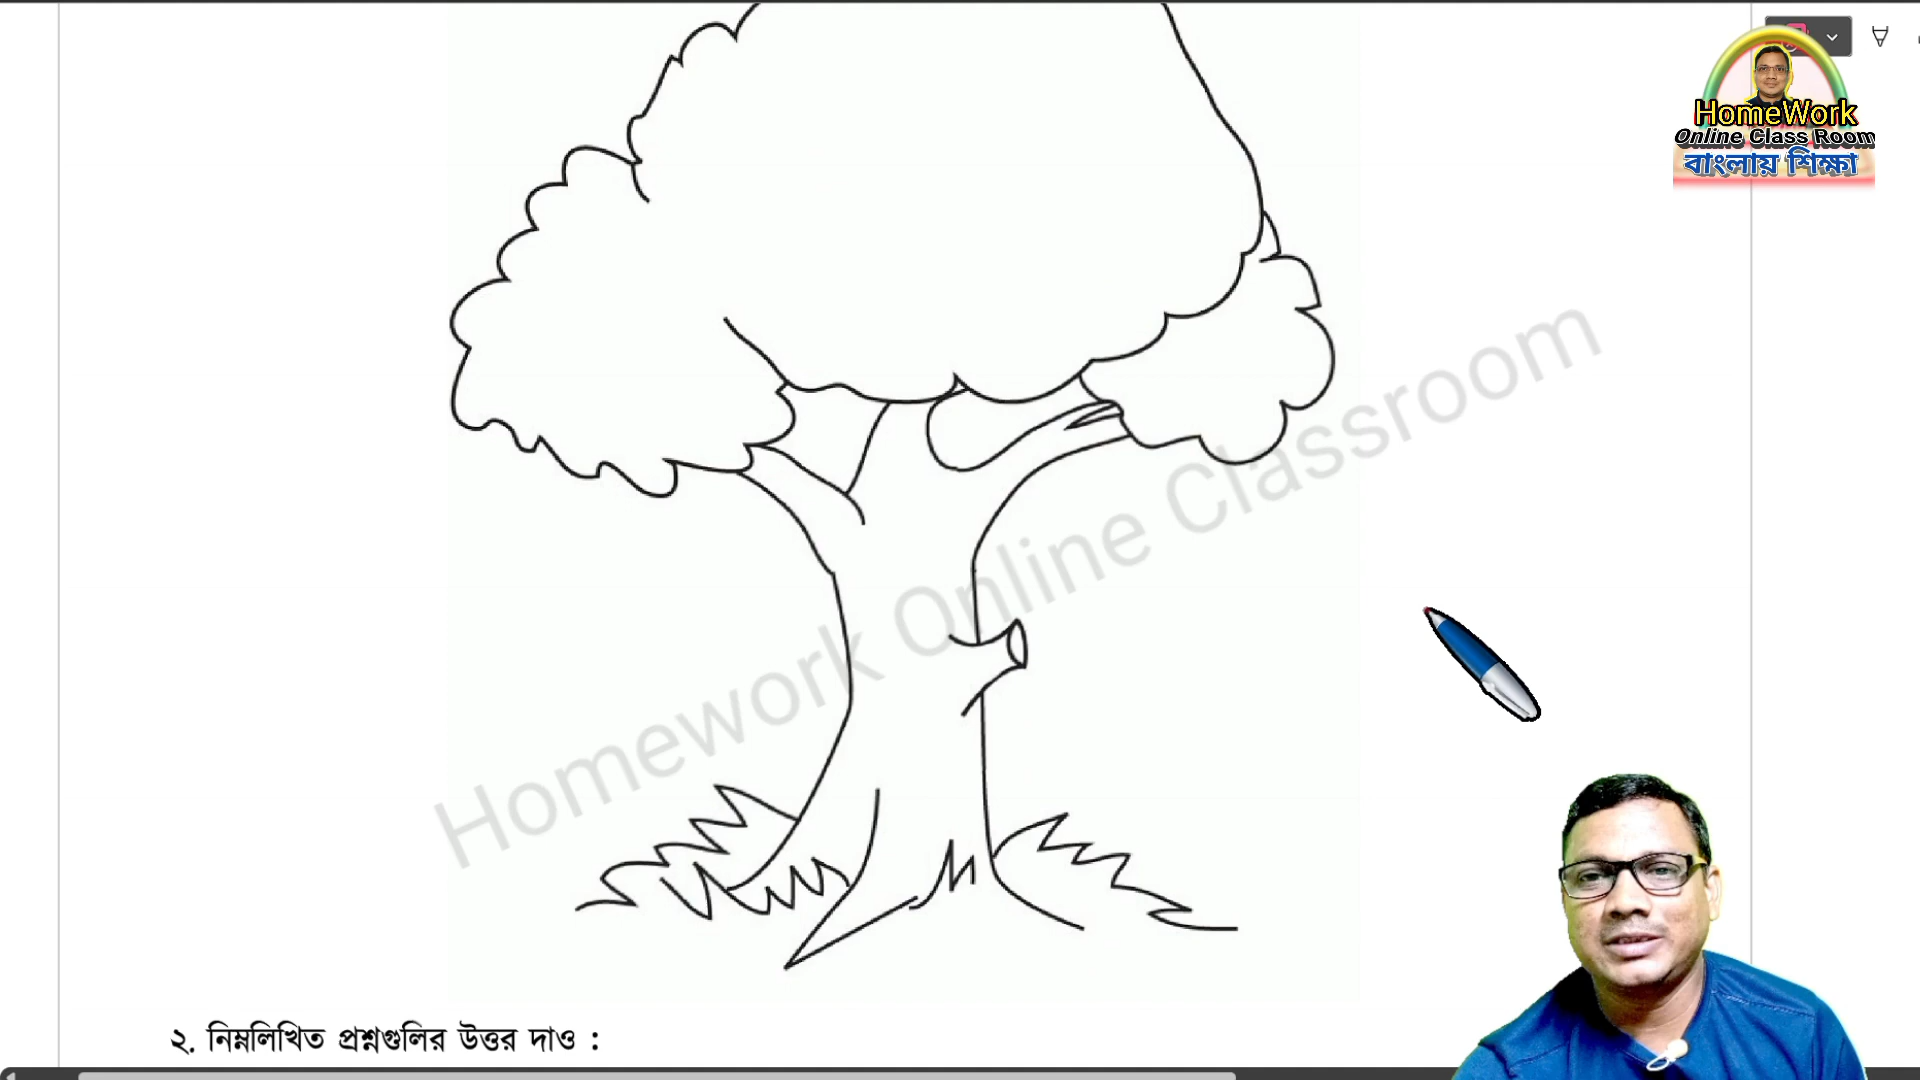 HomeWork
Online Class Room
বাংলায় শিক্ষা
Homework Online Classroom
২. নিম্নলিখিত প্রশ্নগুলির উত্তর দাও :